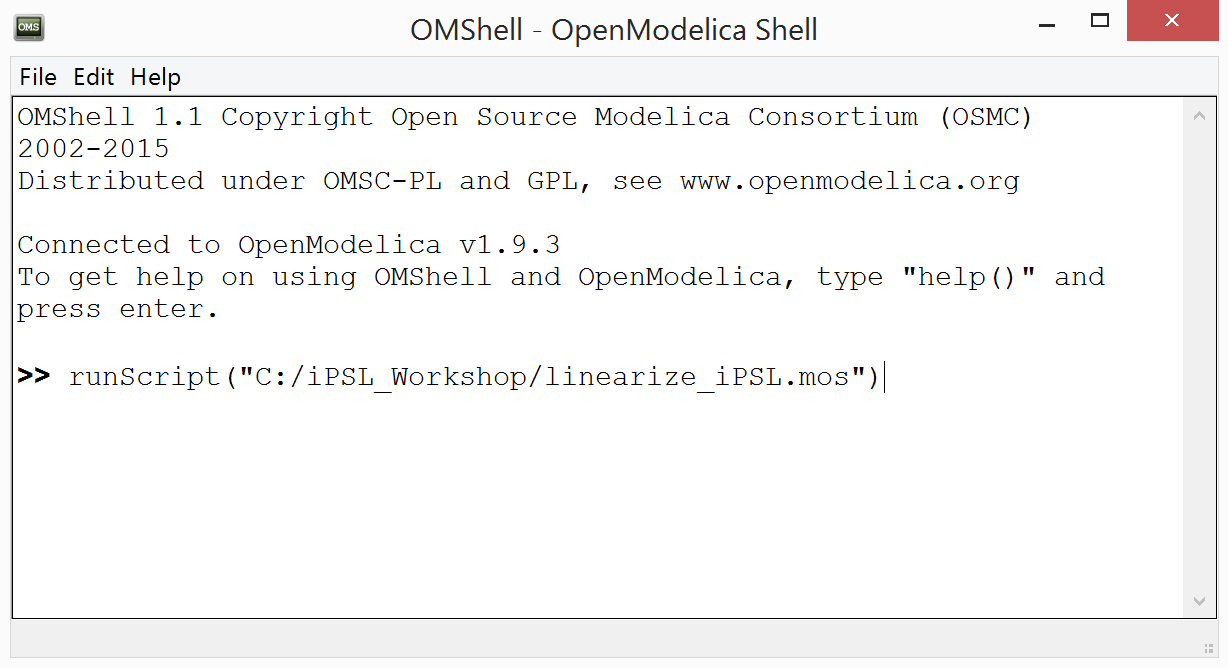 OMS
OMShell - OpenModelica Shell
File Edit Help
OMShell 1.1 Copyright Open Source Modelica Consortium (OSMC)
2002-2015
Distributed under OMSC-PL and GPL, see www.openmodelica.org
Connected to OpenModelica v1.9.3
To get help on using OMShell and OpenModelica, type "help()" and
press enter.
>> runScript("C:/iPSL_Workshop/linearize_iPSL.mos")